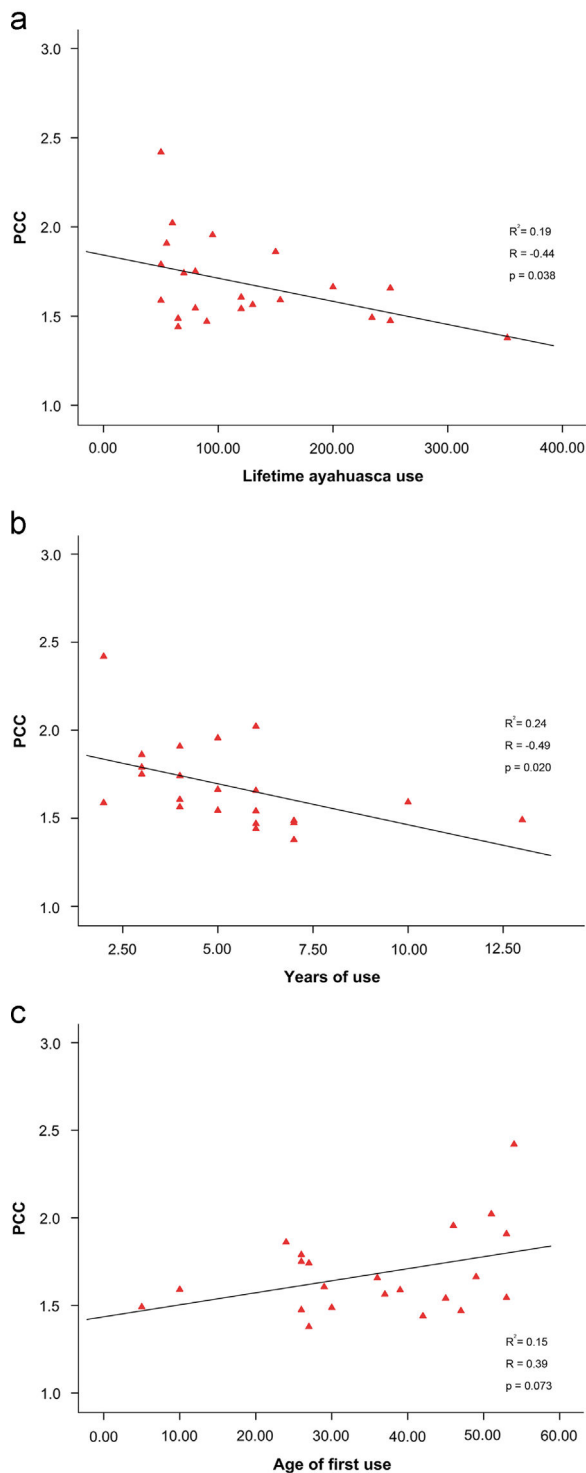 a
3.0
2.5
2.0
1.5
1.0
PCC
R²= 0.19
R = -0.44
p = 0.038
0.00 100.00 200.00 300.00 400.00
Lifetime ayahuasca use
b
3.0
2.5
2.0
1.5
1.0
PCC
R²= 0.24
R = -0.49
p = 0.020
2.50 5.00 7.50 10.00 12.50
Years of use
c
3.0
2.5
2.0
1.5
1.0
PCC
R²= 0.15
R = 0.39
p = 0.073
0.00 10.00 20.00 30.00 40.00 50.00 60.00
Age of first use